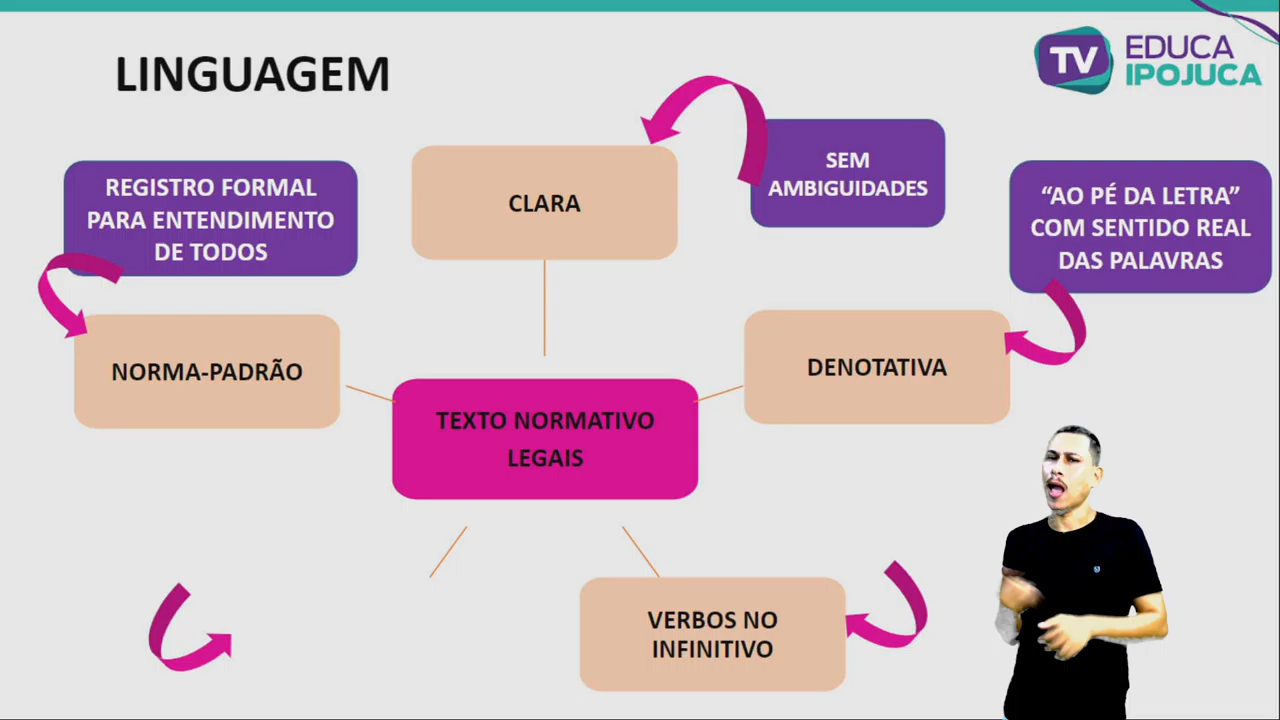 LINGUAGEM
TV EDUCA
IPOJUCA
REGISTRO FORMAL
PARA ENTENDIMENTO
DE TODOS
CLARA
SEM
AMBIGUIDADES
“AO PÉ DA LETRA”
COM SENTIDO REAL
DAS PALAVRAS
NORMA-PADRÃO
DENOTATIVA
TEXTO NORMATIVO
LEGAIS
VERBOS NO
INFINITIVO